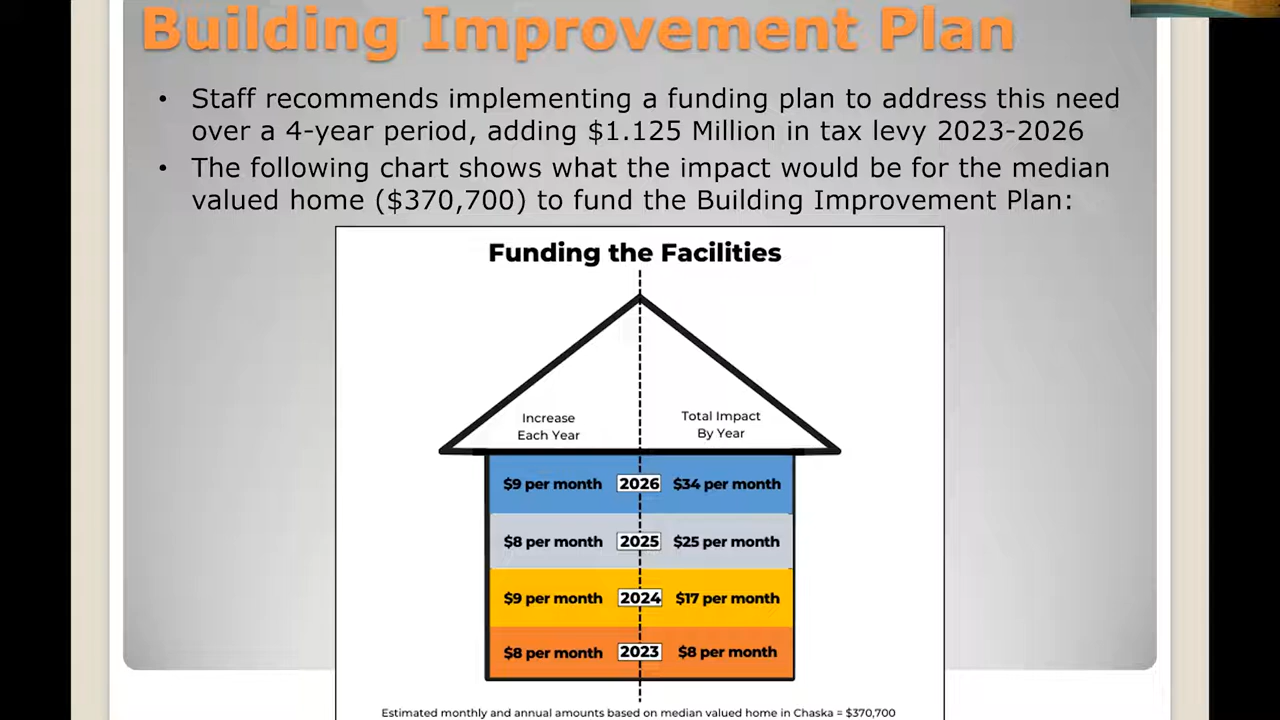 Building Improvement Plan
• Staff recommends implementing a funding plan to address this need
over a 4-year period, adding $1.125 Million in tax levy 2023-2026
• The following chart shows what the impact would be for the median
valued home ($370,700) to fund the Building Improvement Plan:
Funding the Facilities
Increase
Each Year
Total Impact
By Year
$9 per month 2026 $34 per month
$8 per month 2025 $25 per month
$9 per month 2024 $17 per month
$8 per month 2023 $8 per month
Estimated monthly and annual amounts based on median valued home in Chaska = $370,700